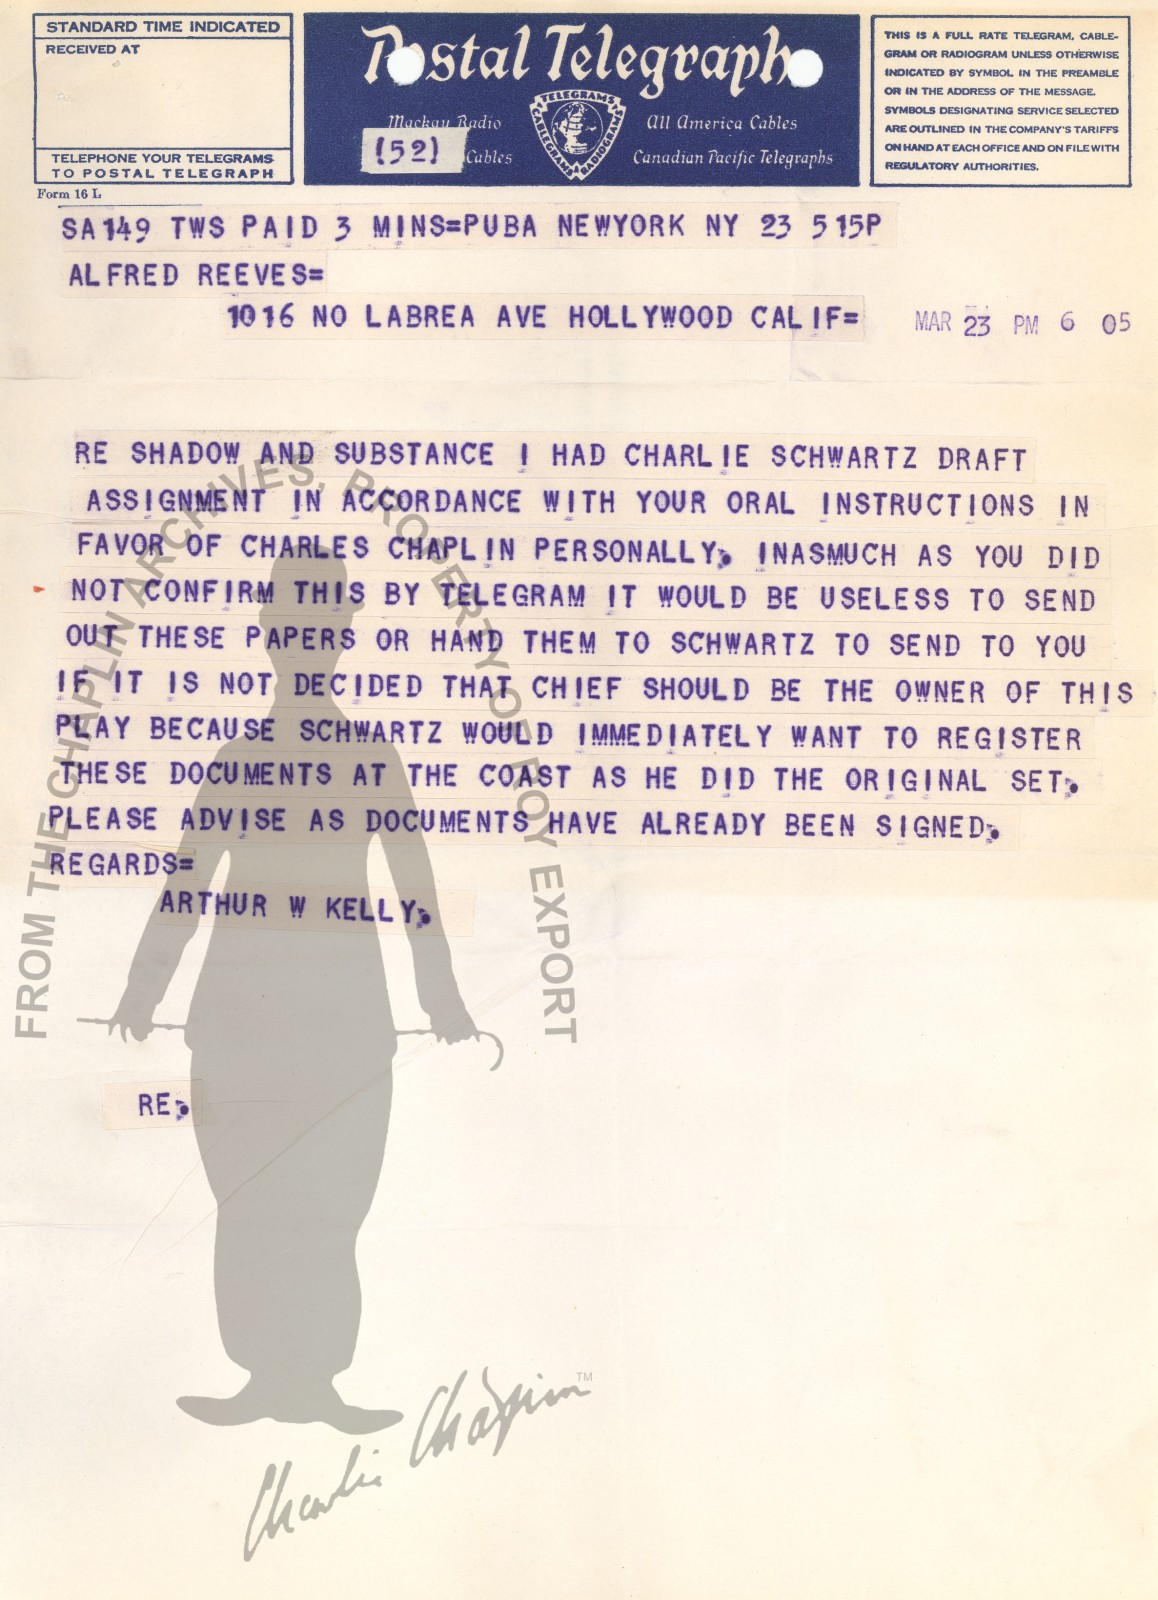 STANDARD TIME INDICATED
RECEIVED AT
TELEPHONE YOUR TELEGRAMS
TO POSTAL TELEGRAPH
Form 16 L
Postal Telegraph
TELEGRAMS
CABLEGRAMS
RADIOGRAMS
Mackay Radio
All America Cables
(52)
Cables
Canadian Pacific Telegraphs
THIS IS A FULL RATE TELEGRAM, CABLE-
GRAM OR RADIOGRAM UNLESS OTHERWISE
INDICATED BY SYMBOL IN THE PREAMBLE
OR IN THE ADDRESS OF THE MESSAGE.
SYMBOLS DESIGNATING SERVICE SELECTED
ARE OUTLINED IN THE COMPANY'S TARIFFS
ON HAND AT EACH OFFICE AND ON FILE WITH
REGULATORY AUTHORITIES.
SA149 TWS PAID 3 MINS=PUBA NEWYORK NY 23 515P
ALFRED REEVES=
1016 NO LABREA AVE HOLLYWOOD CALIF=
MAR 23 PM 6 05
RE SHADOW AND SUBSTANCE I HAD CHARLIE SCHWARTZ DRAFT
ASSIGNMENT IN ACCORDANCE WITH YOUR ORAL INSTRUCTIONS IN
FAVOR OF CHARLES CHAPLIN PERSONALLY. INASMUCH AS YOU DID
NOT CONFIRM THIS BY TELEGRAM IT WOULD BE USELESS TO SEND
OUT THESE PAPERS OR HAND THEM TO SCHWARTZ TO SEND TO YOU
IF IT IS NOT DECIDED THAT CHIEF SHOULD BE THE OWNER OF THIS
PLAY BECAUSE SCHWARTZ WOULD IMMEDIATELY WANT TO REGISTER
THESE DOCUMENTS AT THE COAST AS HE DID THE ORIGINAL SET.
PLEASE ADVISE AS DOCUMENTS HAVE ALREADY BEEN SIGNED.
REGARDS=
ARTHUR W KELLY.
RE.
FROM THE CHAPLIN ARCHIVES, PROPERTY OF ROY EXPORT
Charlie Chaplin™